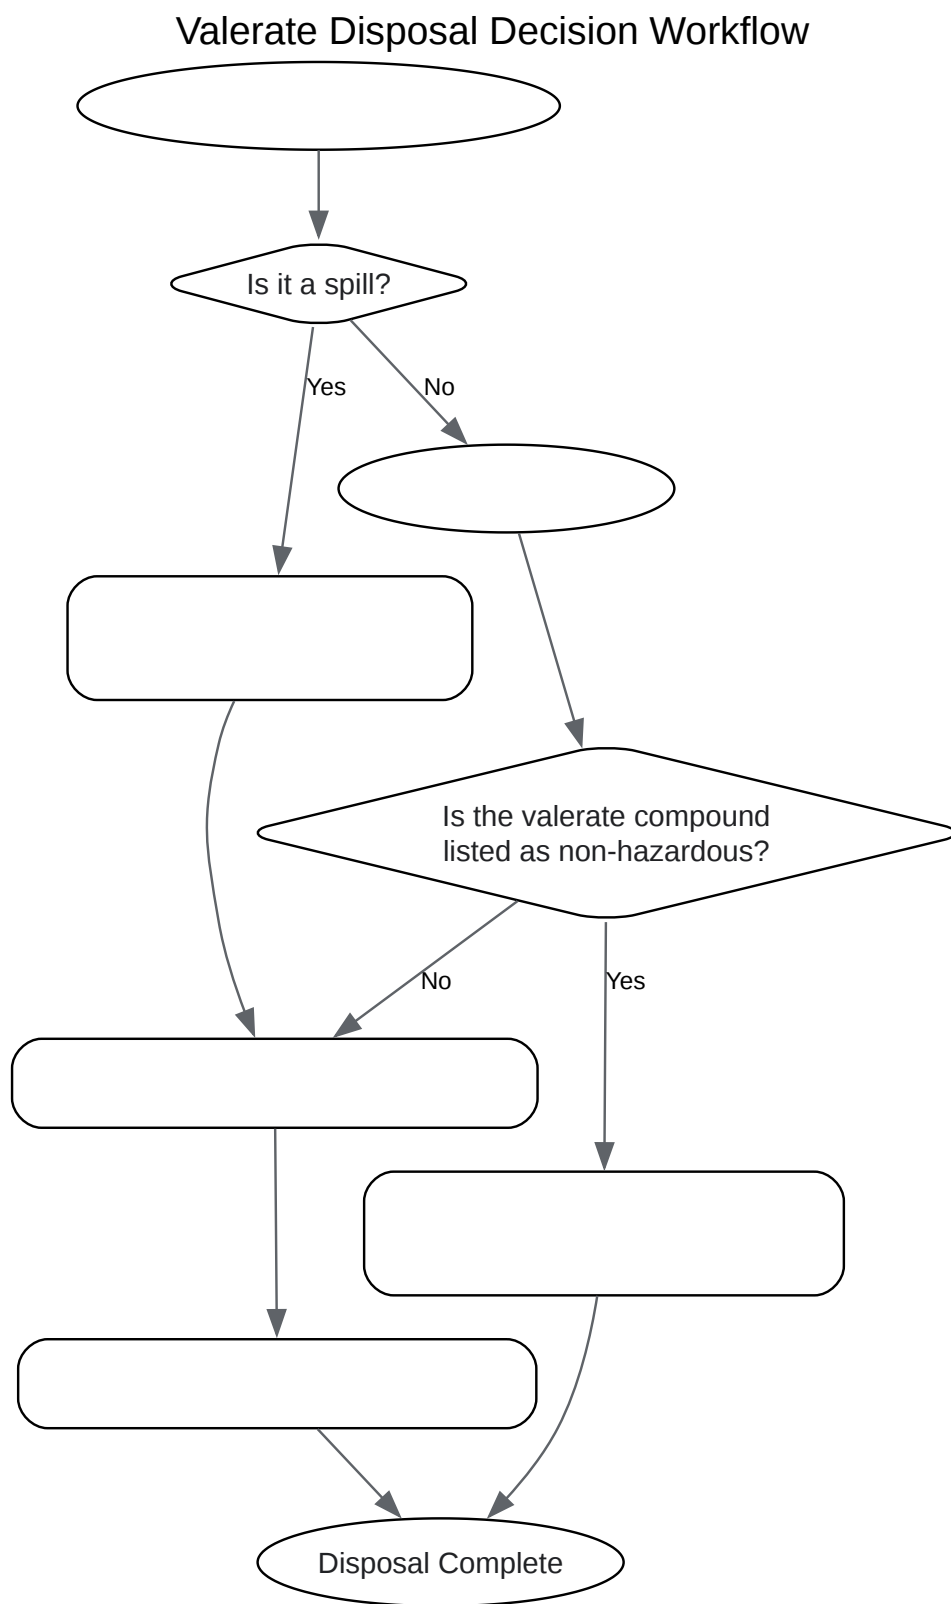 Valerate Disposal Decision Workflow
Is it a spill?
Yes
No
Is the valerate compound
listed as non-hazardous?
No
Yes
Disposal Complete